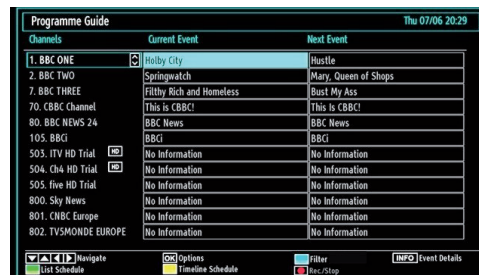 Programme Guide Thu 07/06 20:29
Channels Current Event Next Event
1. BBC ONE Holby City Hustle
2. BBC TWO Springwatch Mary, Queen of Shops
7. BBC THREE Filthy Rich and Homeless Bust My Ass
70. CBBC Channel This is CBBC! This Is CBBC!
80. BBC NEWS 24 BBC News BBC News
105. BBCi BBCi BBCi
503. ITV HD Trial HD No Information No Information
504. Ch4 HD Trial HD No Information No Information
505. five HD Trial No Information No Information
800. Sky News No Information No Information
801. CNBC Europe No Information No Information
802. TV5MONDE EUROPE No Information No Information
Navigate OK Options Filter INFO Event Details
List Schedule Timeline Schedule Rec./Stop